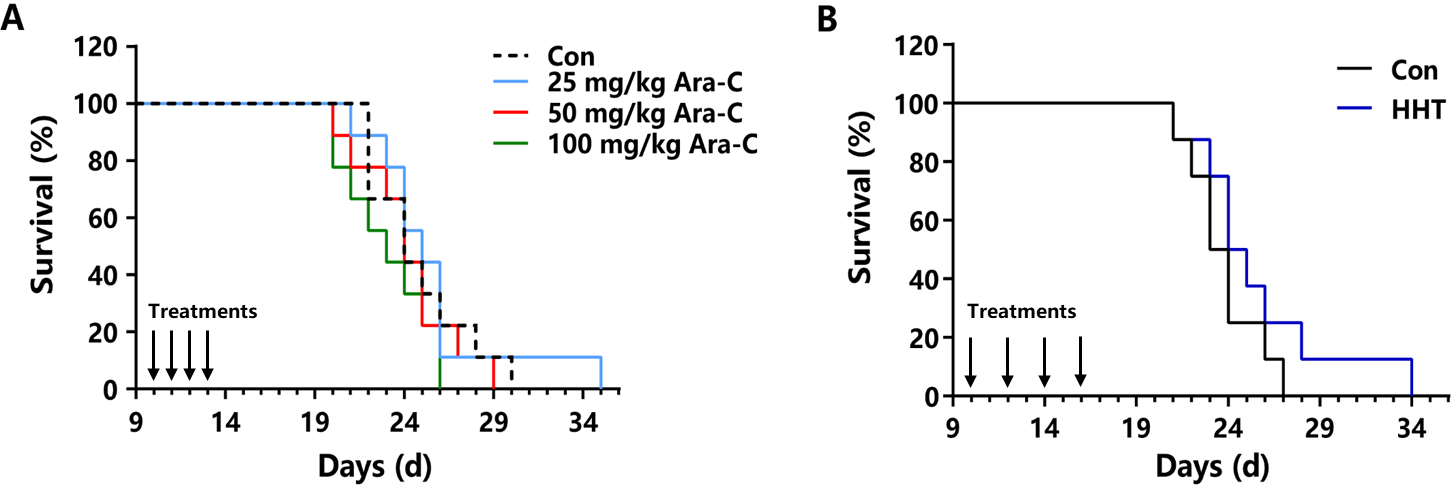 A
120
100
80
60
40
20
0
Survival (%)
Con
25 mg/kg Ara-C
50 mg/kg Ara-C
100 mg/kg Ara-C
Treatments
9 14 19 24 29 34
Days (d)
B
120
100
80
60
40
20
0
Survival (%)
Con
HHT
Treatments
9 14 19 24 29 34
Days (d)